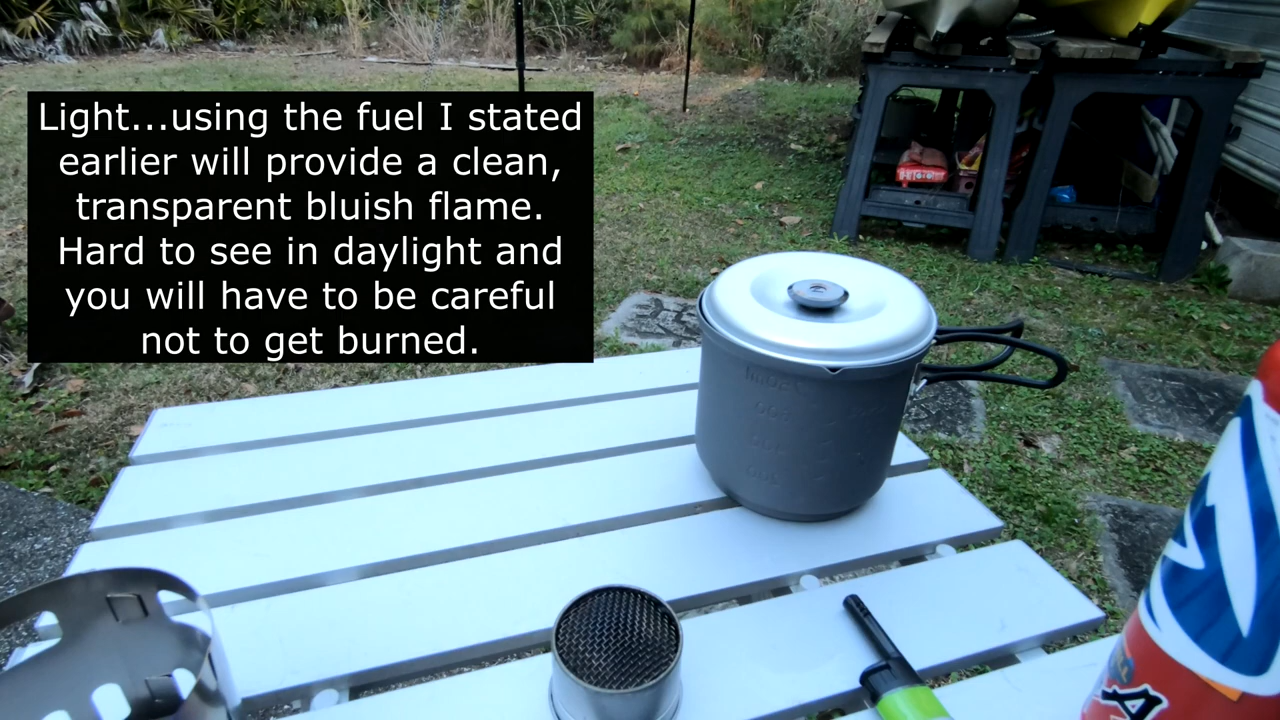 Light...using the fuel I stated
earlier will provide a clean,
transparent bluish flame.
Hard to see in daylight and
you will have to be careful
not to get burned.